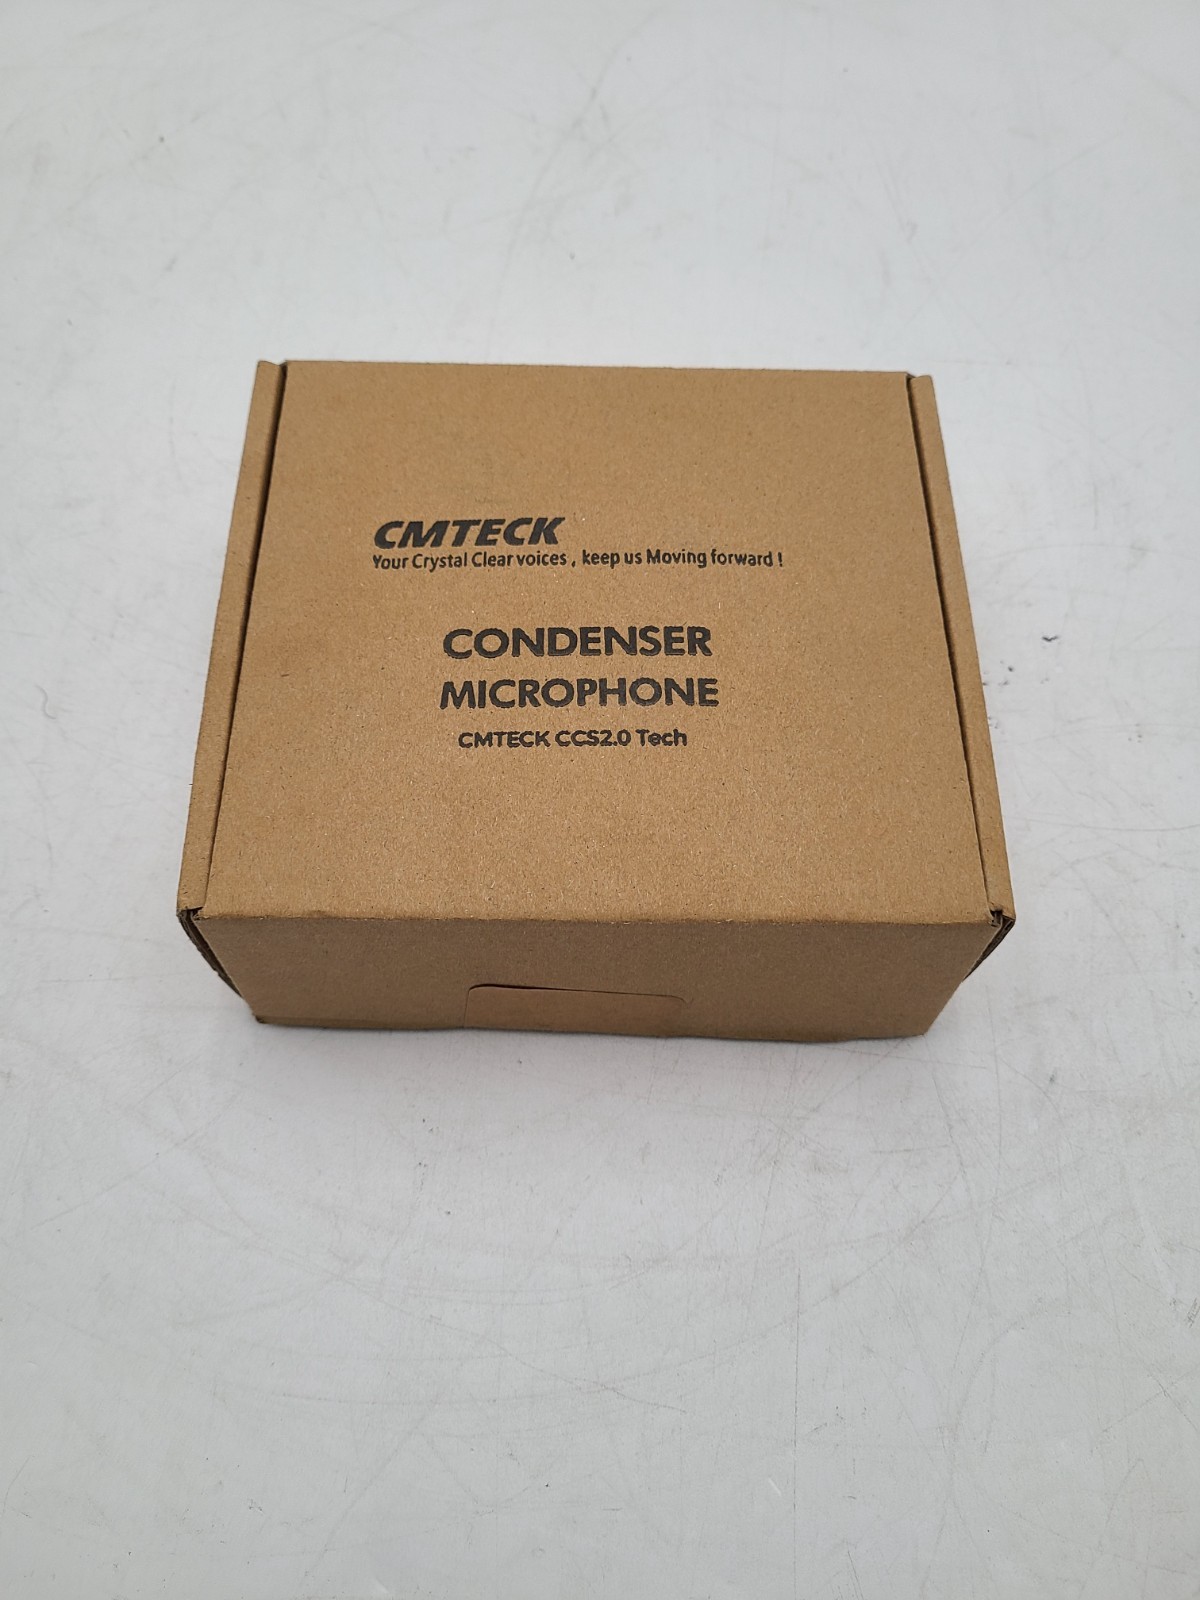 CMTECK
Your Crystal Clear voices , keep us Moving forward !
CONDENSER
MICROPHONE
CMTECK CCS2.0 Tech